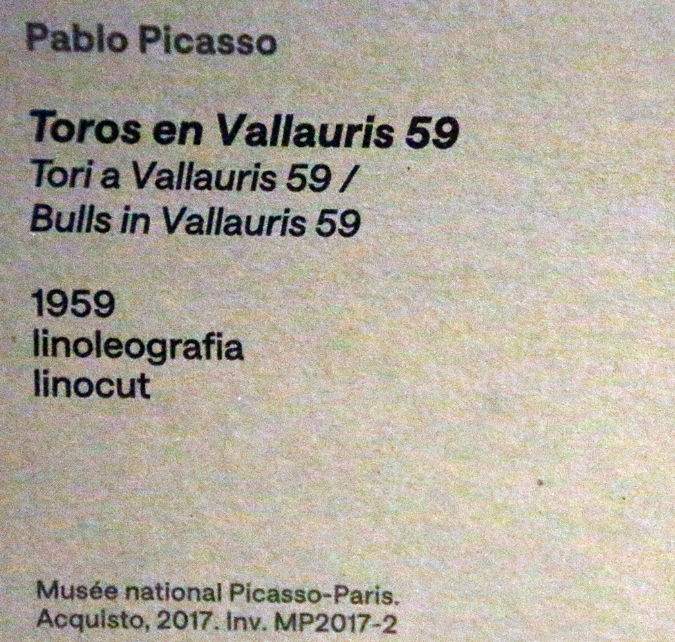 Pablo Picasso
Toros en Vallauris 59
Tori a Vallauris 59 /
Bulls in Vallauris 59
1959
linoleografia
linocut
Musée national Picasso-Paris.
Acquisto, 2017. Inv. MP2017-2